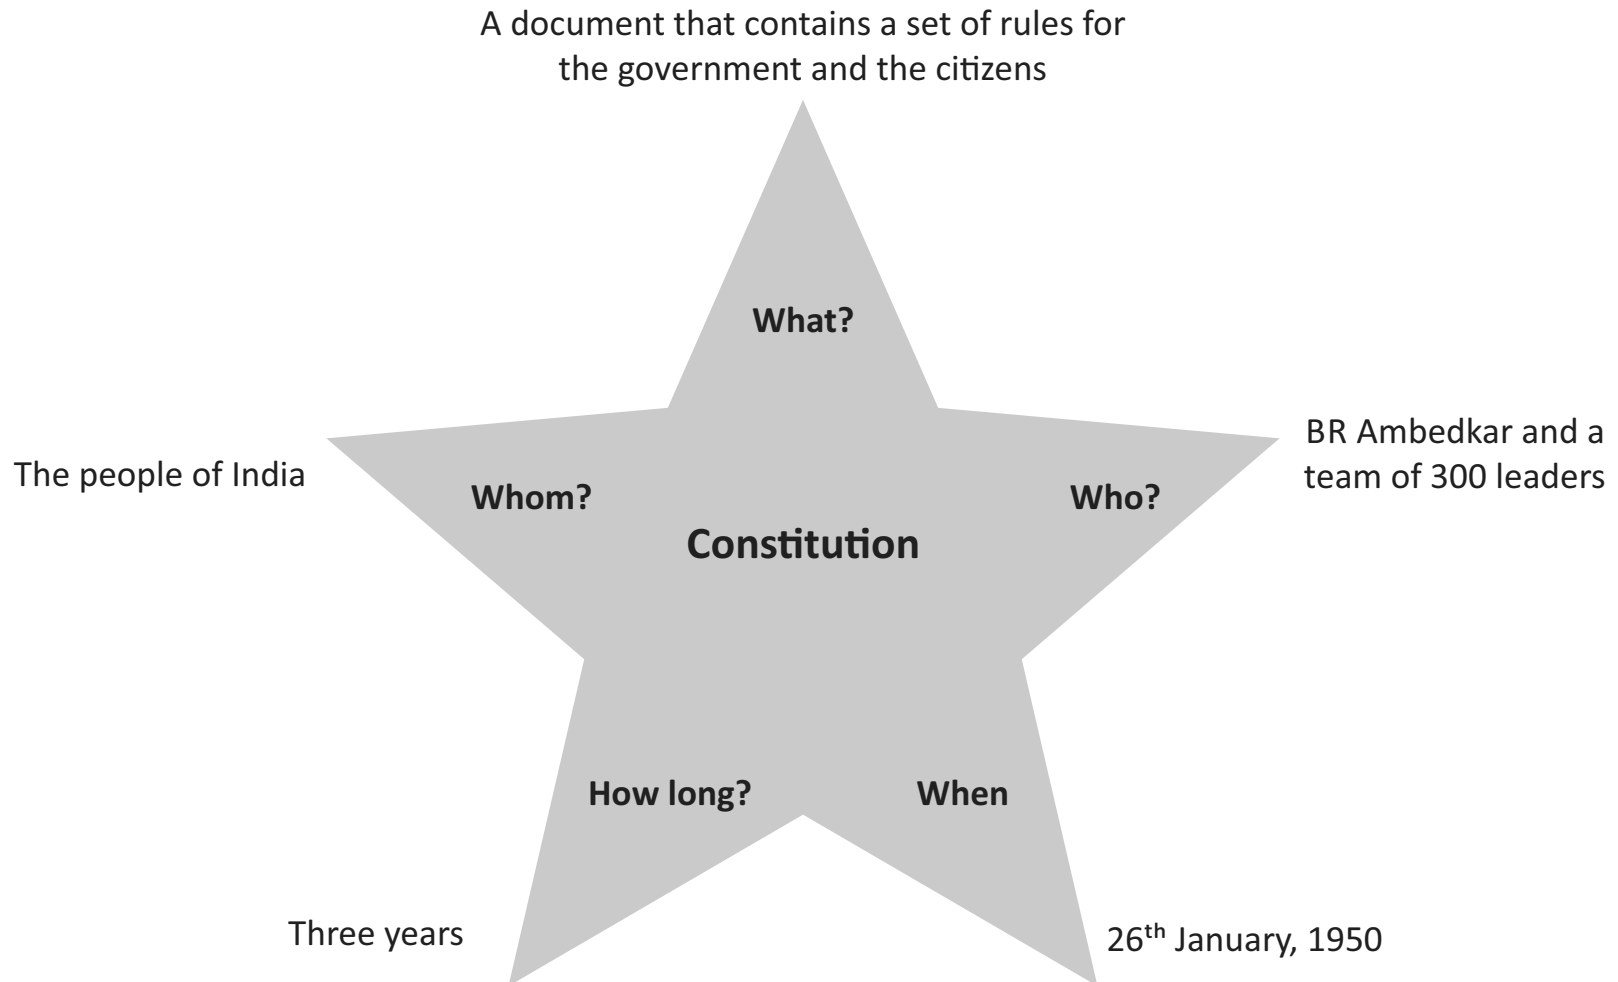 A document that contains a set of rules for
the government and the citizens
What?
BR Ambedkar and a
team of 300 leaders
The people of India
Whom?
Who?
Constitution
How long?
When
Three years
26th January, 1950